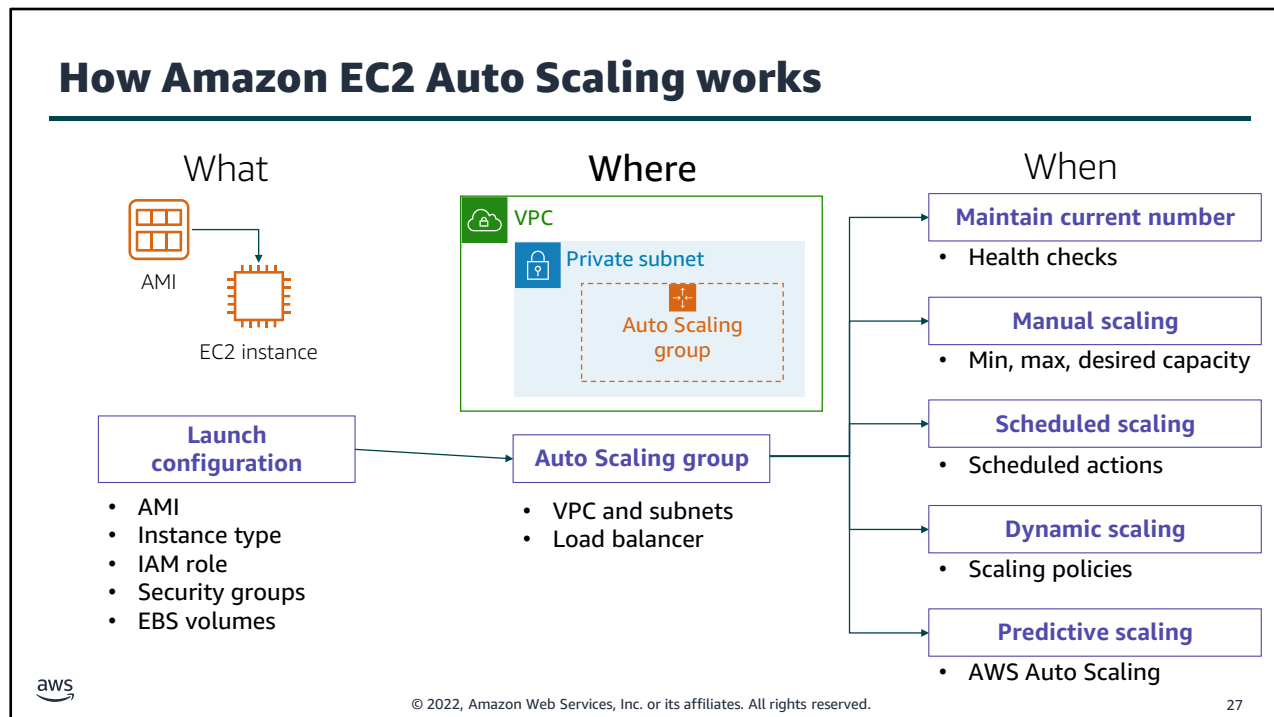 How Amazon EC2 Auto Scaling works
What
AMI
EC2 instance
Launch
configuration
• AMI
• Instance type
• IAM role
• Security groups
• EBS volumes
Where
VPC
Private subnet
Auto Scaling
group
Auto Scaling group
• VPC and subnets
• Load balancer
When
Maintain current number
• Health checks
Manual scaling
• Min, max, desired capacity
Scheduled scaling
• Scheduled actions
Dynamic scaling
• Scaling policies
Predictive scaling
• AWS Auto Scaling
aws
© 2022, Amazon Web Services, Inc. or its affiliates. All rights reserved.
27